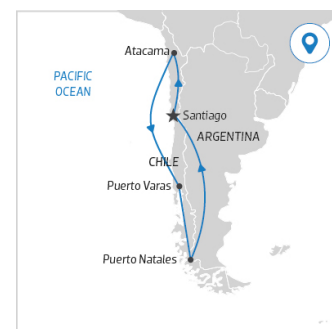 Atacama
PACIFIC
OCEAN
Santiago
ARGENTINA
CHILE
Puerto Varas
Puerto Natales